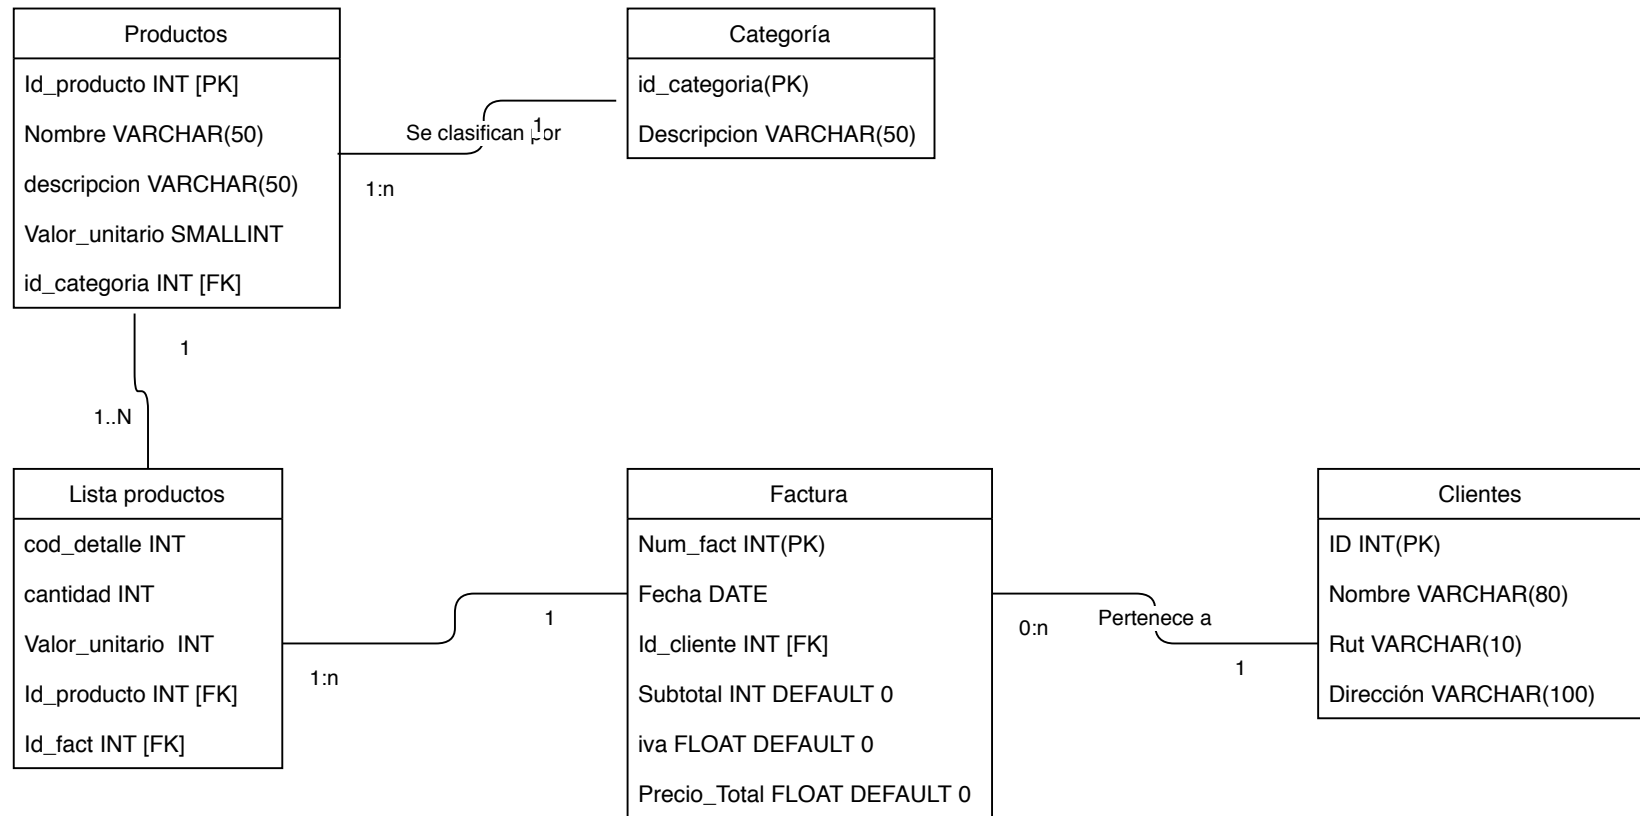 Productos
Id_producto INT [PK]
Nombre VARCHAR(50)
descripcion VARCHAR(50)
Valor_unitario SMALLINT
id_categoria INT [FK]
Se clasifican por
1
1:n
Categoría
id_categoria(PK)
Descripcion VARCHAR(50)
1
1..N
Lista productos
cod_detalle INT
cantidad INT
Valor_unitario  INT
Id_producto INT [FK]
Id_fact INT [FK]
1
1:n
Factura
Num_fact INT(PK)
Fecha DATE
Id_cliente INT [FK]
Subtotal INT DEFAULT 0
iva FLOAT DEFAULT 0
Precio_Total FLOAT DEFAULT 0
0:n
Pertenece a
1
Clientes
ID INT(PK)
Nombre VARCHAR(80)
Rut VARCHAR(10)
Dirección VARCHAR(100)